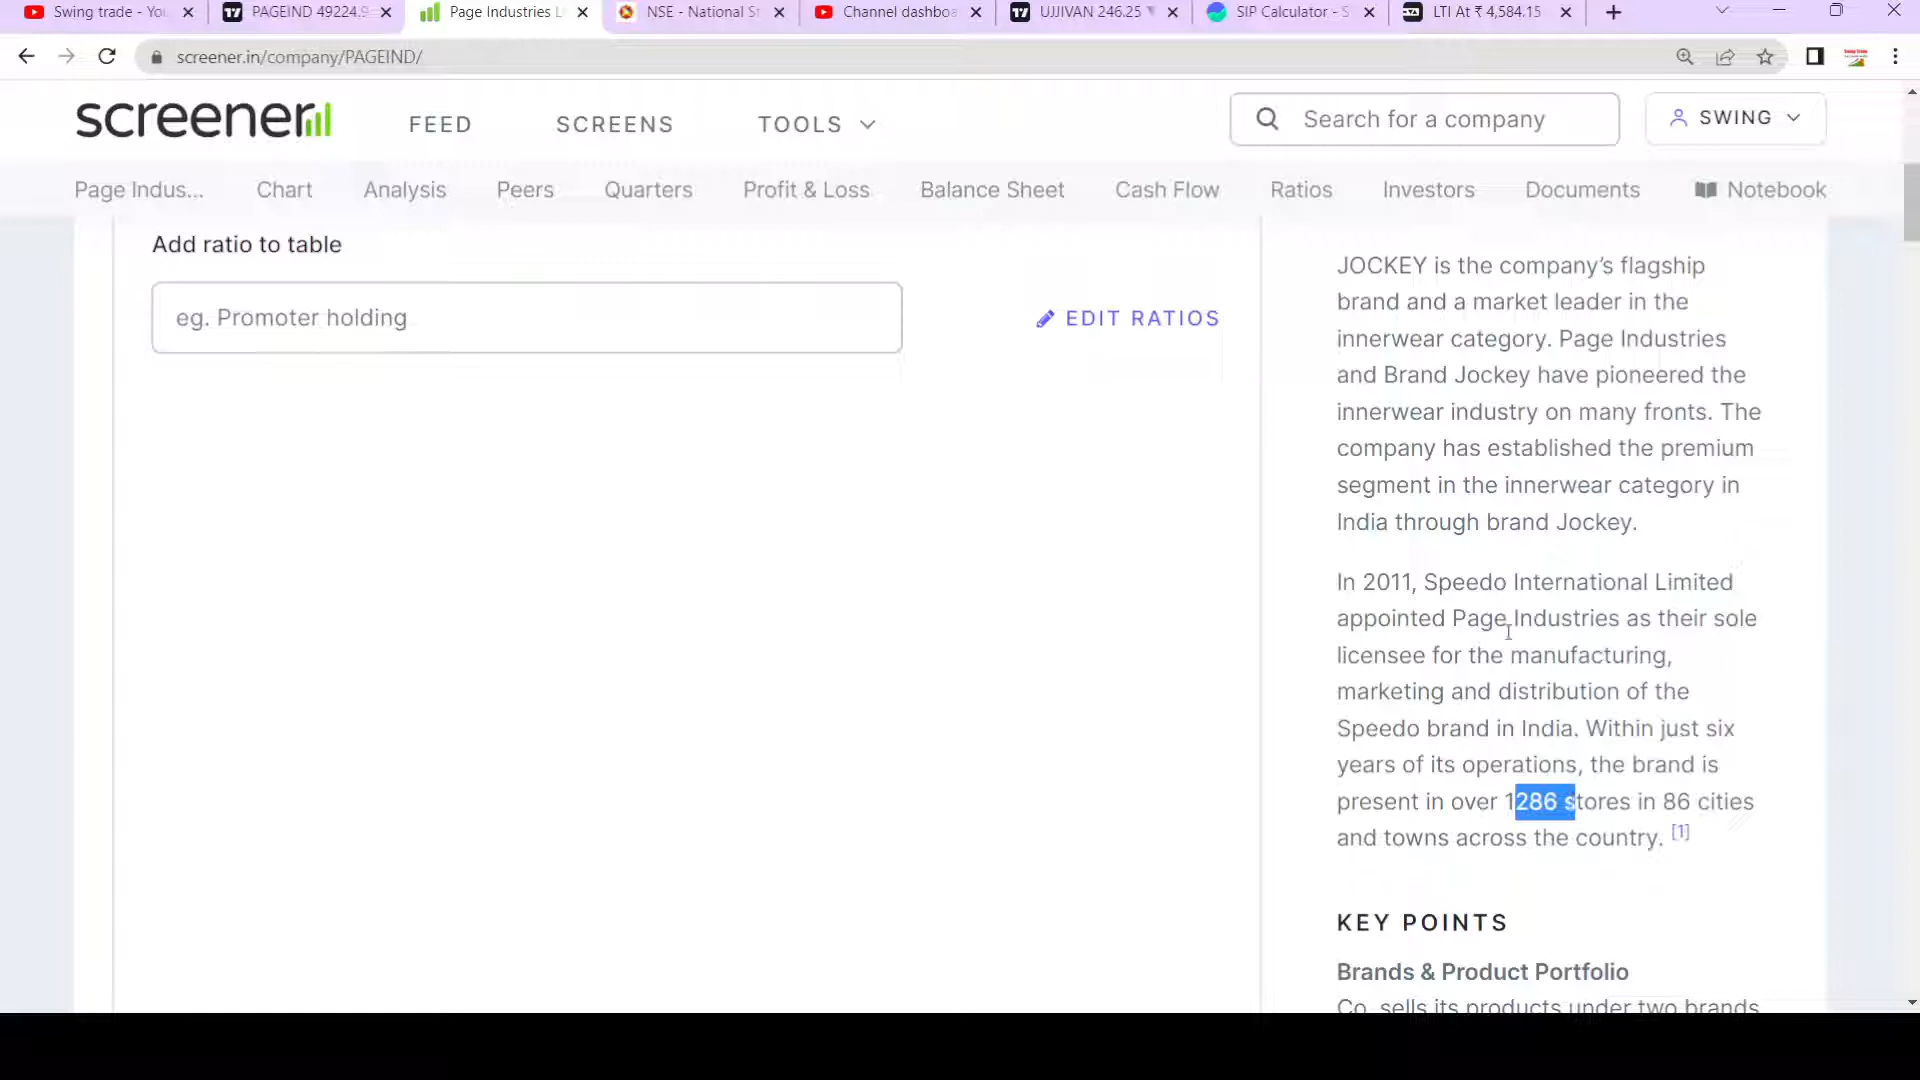 Swing trade - You
PAGEIND 49224.9
Page Industries L
NSE - National St
Channel dashboa
UJJIVAN 246.25 ▼
SIP Calculator - S
LTI At ₹ 4,584.15
screener.in/company/PAGEIND/
screener
FEED
SCREENS
TOOLS
Search for a company
SWING
Page Indus...
Chart
Analysis
Peers
Quarters
Profit & Loss
Balance Sheet
Cash Flow
Ratios
Investors
Documents
Notebook
Add ratio to table
eg. Promoter holding
EDIT RATIOS
JOCKEY is the company’s flagship
brand and a market leader in the
innerwear category. Page Industries
and Brand Jockey have pioneered the
innerwear industry on many fronts. The
company has established the premium
segment in the innerwear category in
India through brand Jockey.
In 2011, Speedo International Limited
appointed Page Industries as their sole
licensee for the manufacturing,
marketing and distribution of the
Speedo brand in India. Within just six
years of its operations, the brand is
present in over 1286 stores in 86 cities
and towns across the country. [1]
KEY POINTS
Brands & Product Portfolio
Co. sells its products under two brands